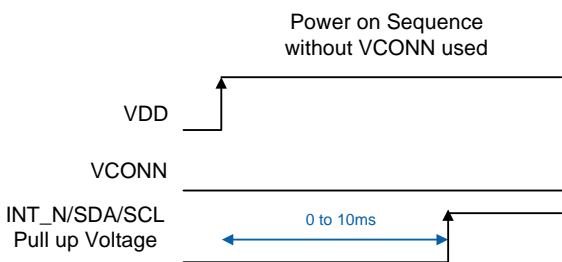 Power on Sequence
without VCONN used
VDD
VCONN
INT_N/SDA/SCL
Pull up Voltage
0 to 10ms